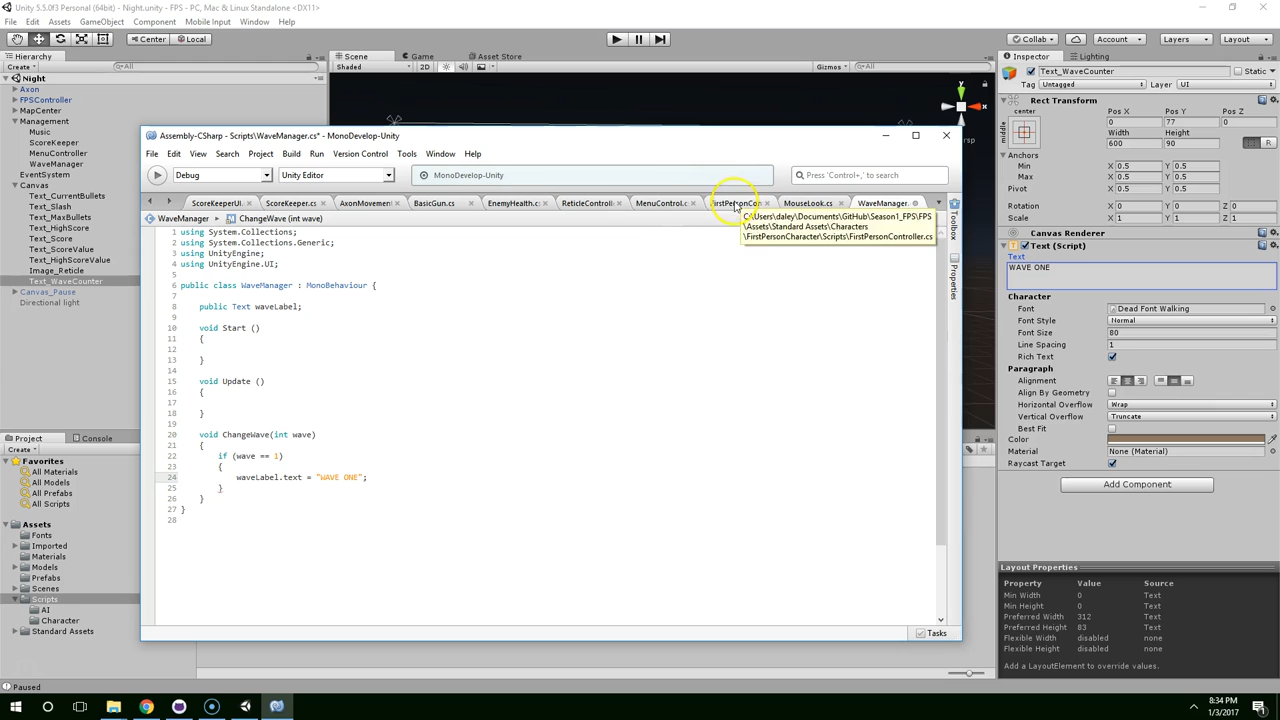 Unity 5.5.0f3 Personal (64bit) - Night.unity - FPS - PC, Mac & Linux Standalone <DX11>
File Edit Assets GameObject Component Mobile Input Window Help
Center Local
Collab Account Layers Layout
Hierarchy
Create All
Night
Axon
FPSController
MapCenter
Management
Music
ScoreKeeper
MenuController
WaveManager
EventSystem
Canvas
Text_CurrentBullets
Text_Slash
Text_MaxBullets
Text_Score
Text_ScoreValue
Text_HighScore
Text_HighScoreValue
Image_Reticle
Text_WaveCounter
Canvas_Pause
Directional light
Scene Game Asset Store
Shaded 2D Gizmos All
Assembly-CSharp - Scripts\WaveManager.cs* - MonoDevelop-Unity
File Edit View Search Project Build Run Version Control Tools Window Help
Debug Unity Editor MonoDevelop-Unity Press 'Control+,' to search
ScoreKeeperUI. ScoreKeeper.c AxonMovemen EnemyHealth.c BasicGun.cs ReticleControll MenuControl.c FirstPersonCon MouseLook.cs WaveManager.
WaveManager ChangeWave (int wave)
C:\Users\daley\Documents\GitHub\Season1_FPS\FPS
\Assets\Standard Assets\Characters
\FirstPersonCharacter\Scripts\FirstPersonController.cs
Toolbox
Properties
1 using System.Collections;
2 using System.Collections.Generic;
3 using UnityEngine;
4 using UnityEngine.UI;
5
6 public class WaveManager : MonoBehaviour {
7
8 public Text waveLabel;
9
10 void Start ()
11 {
12
13 }
14
15 void Update ()
16 {
17
18 }
19
20 void ChangeWave(int wave)
21 {
22 if (wave == 1)
23 {
24 waveLabel.text = "WAVE ONE";
25 }
26 }
27 }
28
Tasks
Project Console
Create
Favorites
All Materials
All Models
All Prefabs
All Scripts
Assets
Fonts
Imported
Materials
Models
Prefabs
Scenes
Scripts
AI
Character
Standard Assets
Inspector Lighting
Text_WaveCounter Static
Tag Untagged Layer UI
Rect Transform
center
middle
Pos X Pos Y Pos Z
0 77 0
Width Height
600 90
R
Anchors
Min X 0.5 Y 0.5
Max X 0.5 Y 0.5
Pivot X 0.5 Y 0.5
Rotation X 0 Y 0 Z 0
Scale X 1 Y 1 Z 1
Canvas Renderer
Text (Script)
Text
WAVE ONE
Character
Font Dead Font Walking
Font Style Normal
Font Size 80
Line Spacing 1
Rich Text
Paragraph
Alignment
Align By Geometry
Horizontal Overflow Wrap
Vertical Overflow Truncate
Best Fit
Color
Material None (Material)
Raycast Target
Add Component
Layout Properties
Property Value Source
Min Width 0 Text
Min Height 0 Text
Preferred Width 312 Text
Preferred Height 83 Text
Flexible Width disabled none
Flexible Height disabled none
Add a LayoutElement to override values.
Paused
8:34 PM
1/3/2017